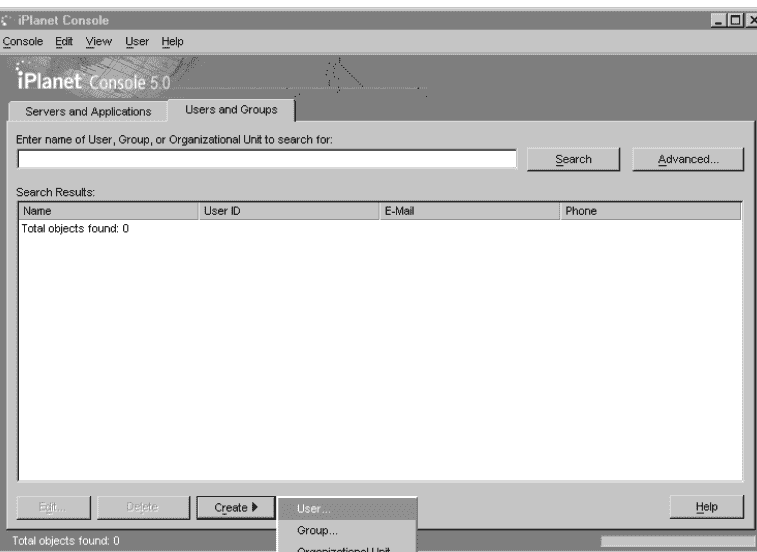 iPlanet Console
Console Edit View User Help
iPlanet Console 5.0
Servers and Applications Users and Groups
Enter name of User, Group, or Organizational Unit to search for:
Search Advanced...
Search Results:
Name User ID E-Mail Phone
Total objects found: 0
Edit... Delete Create Help
User...
Group...
Organizational Unit
Total objects found: 0